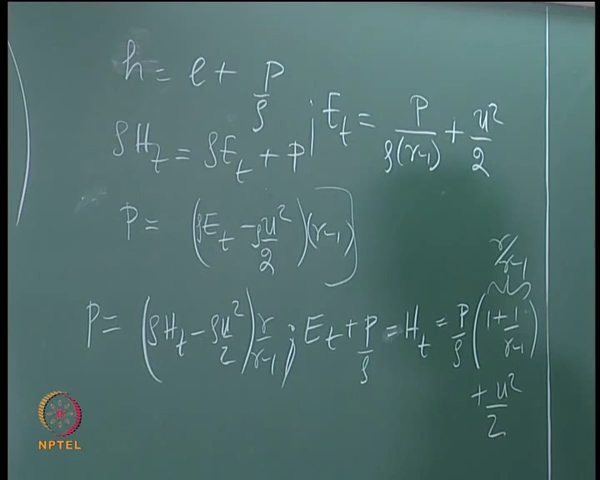 h = e + P/ρ
ρH_t = ρE_t + P ; E_t = P/ρ(γ-1) + u²/2
P = (ρE_t - ρu²/2)(γ-1)
γ/γ-1
P = (ρH_t - ρu²/2) γ/γ-1 ; E_t + P/ρ = H_t = P/ρ (1 + 1/γ-1)
+ u²/2
NPTEL